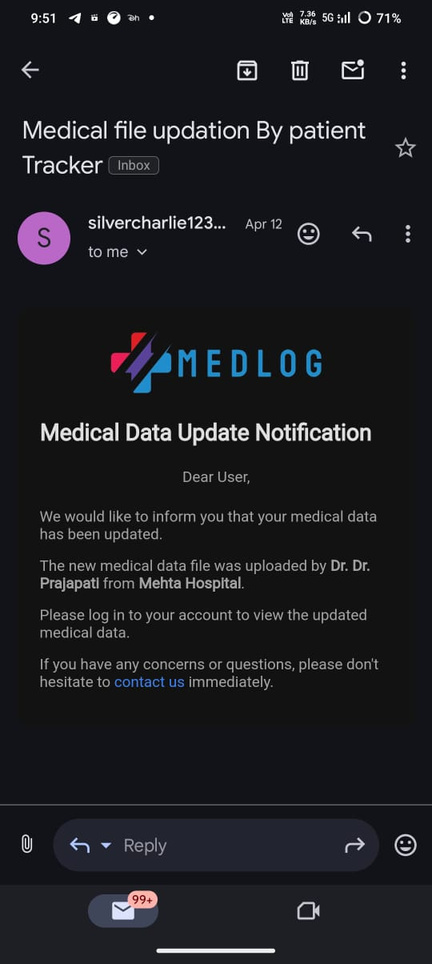 9:51
Vo) LTE 7.36 KB/s 5G 71%
Medical file updation By patient
Tracker Inbox
S
silvercharlie123... Apr 12
to me
MEDLOG
Medical Data Update Notification
Dear User,
We would like to inform you that your medical data
has been updated.
The new medical data file was uploaded by Dr. Dr.
Prajapati from Mehta Hospital.
Please log in to your account to view the updated
medical data.
If you have any concerns or questions, please don't
hesitate to contact us immediately.
Reply
99+